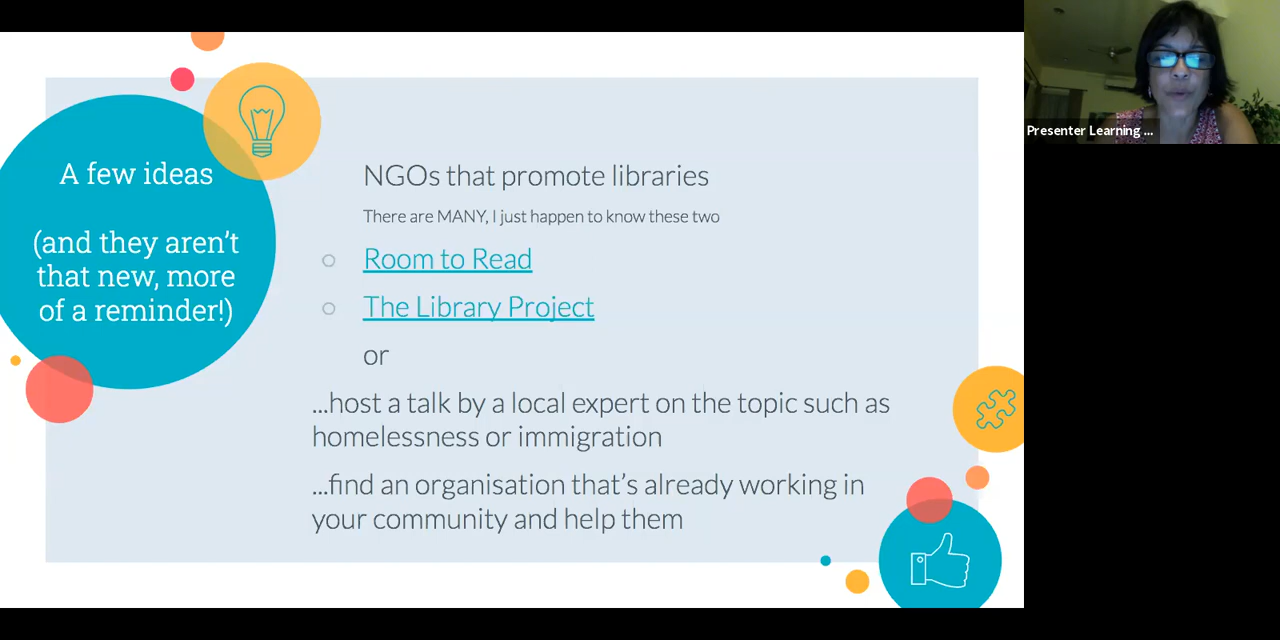 A few ideas
(and they aren’t
that new, more
of a reminder!)
NGOs that promote libraries
There are MANY, I just happen to know these two
Room to Read
The Library Project
or
...host a talk by a local expert on the topic such as
homelessness or immigration
...find an organisation that’s already working in
your community and help them
Presenter Learning ...